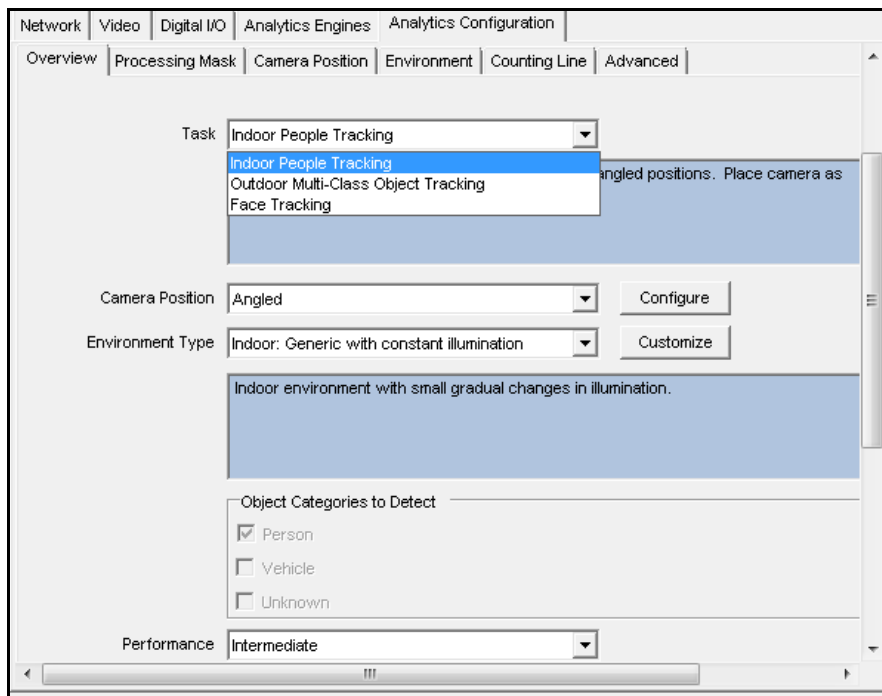 Network Video Digital I/O Analytics Engines Analytics Configuration
Overview Processing Mask Camera Position Environment Counting Line Advanced
Task Indoor People Tracking
Indoor People Tracking
angled positions. Place camera as
Outdoor Multi-Class Object Tracking
Face Tracking
Camera Position Angled Configure
Environment Type Indoor: Generic with constant illumination Customize
Indoor environment with small gradual changes in illumination.
Object Categories to Detect
Person
Vehicle
Unknown
Performance Intermediate